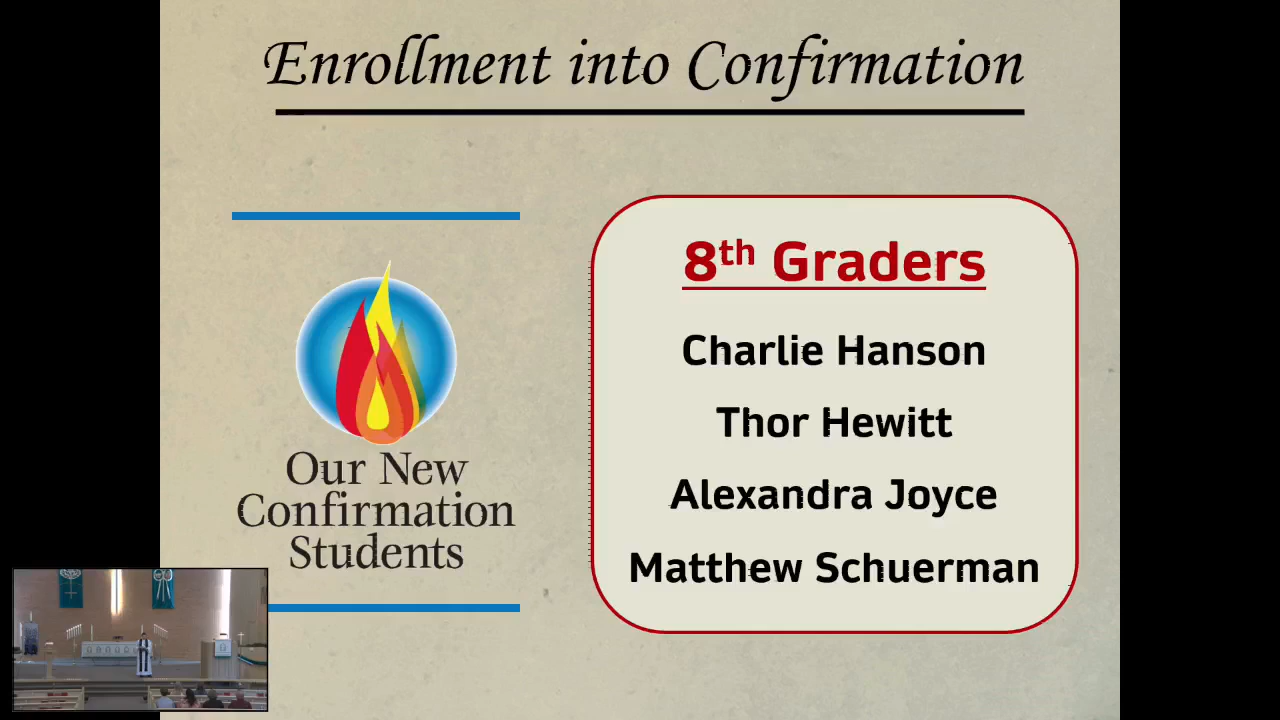 Enrollment into Confirmation
Our New
Confirmation
Students
8th Graders
Charlie Hanson
Thor Hewitt
Alexandra Joyce
Matthew Schuerman